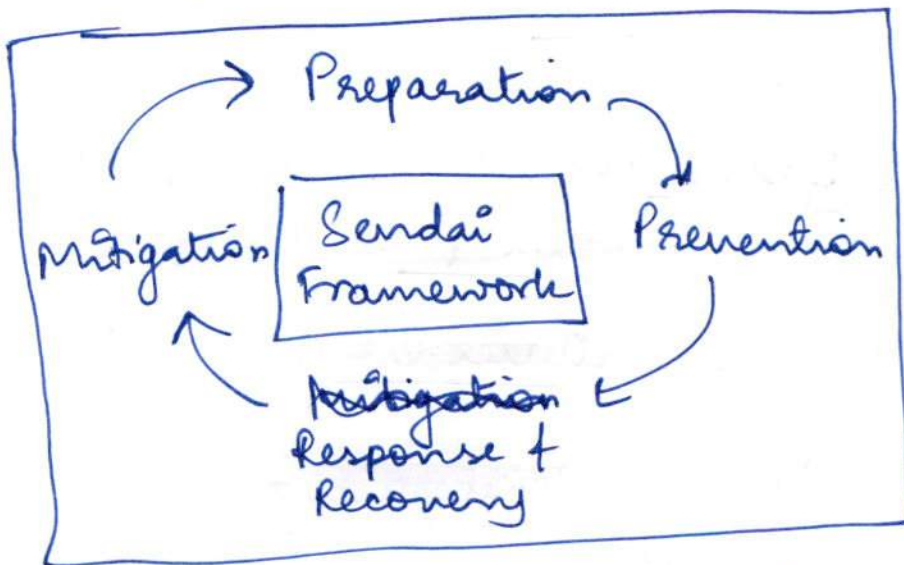 Preparation
Mitigation
Sendai
Framework
Prevention
Mitigation
Response +
Recovery